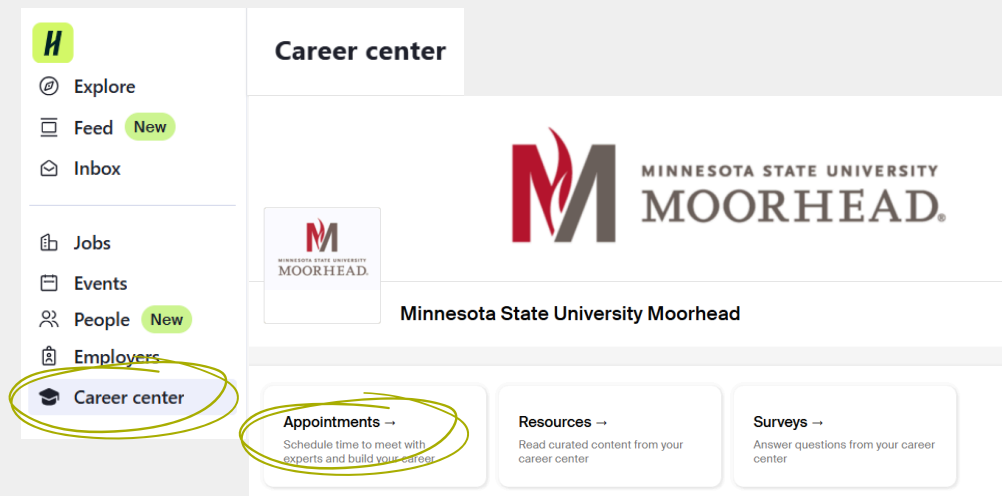 Explore
Feed New
Inbox
Jobs
Events
People New
Employers
Career center
Career center
MINNESOTA STATE UNIVERSITY
MOORHEAD®
MINNESOTA STATE UNIVERSITY
MOORHEAD.
Minnesota State University Moorhead
Appointments →
Schedule time to meet with
experts and build your career
Resources →
Read curated content from your
career center
Surveys →
Answer questions from your career
center